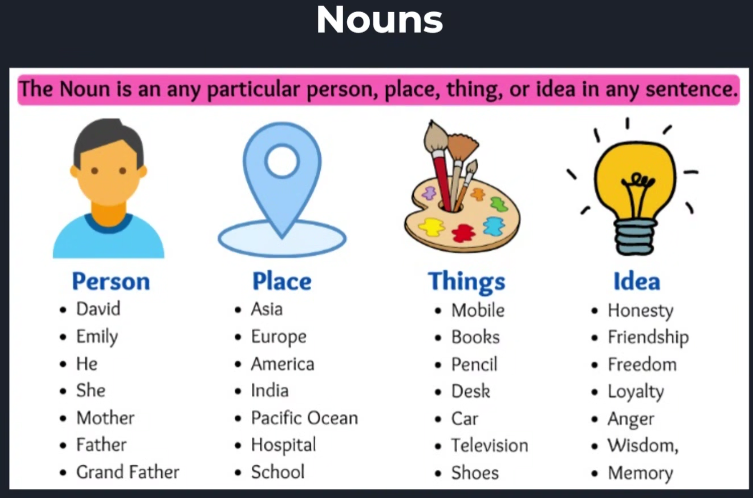 Nouns
The Noun is an any particular person, place, thing, or idea in any sentence.
Person
David
Emily
He
She
Mother
Father
Grand Father
Place
Asia
Europe
America
India
Pacific Ocean
Hospital
School
Things
Mobile
Books
Pencil
Desk
Car
Television
Shoes
Idea
Honesty
Friendship
Freedom
Loyalty
Anger
Wisdom,
Memory